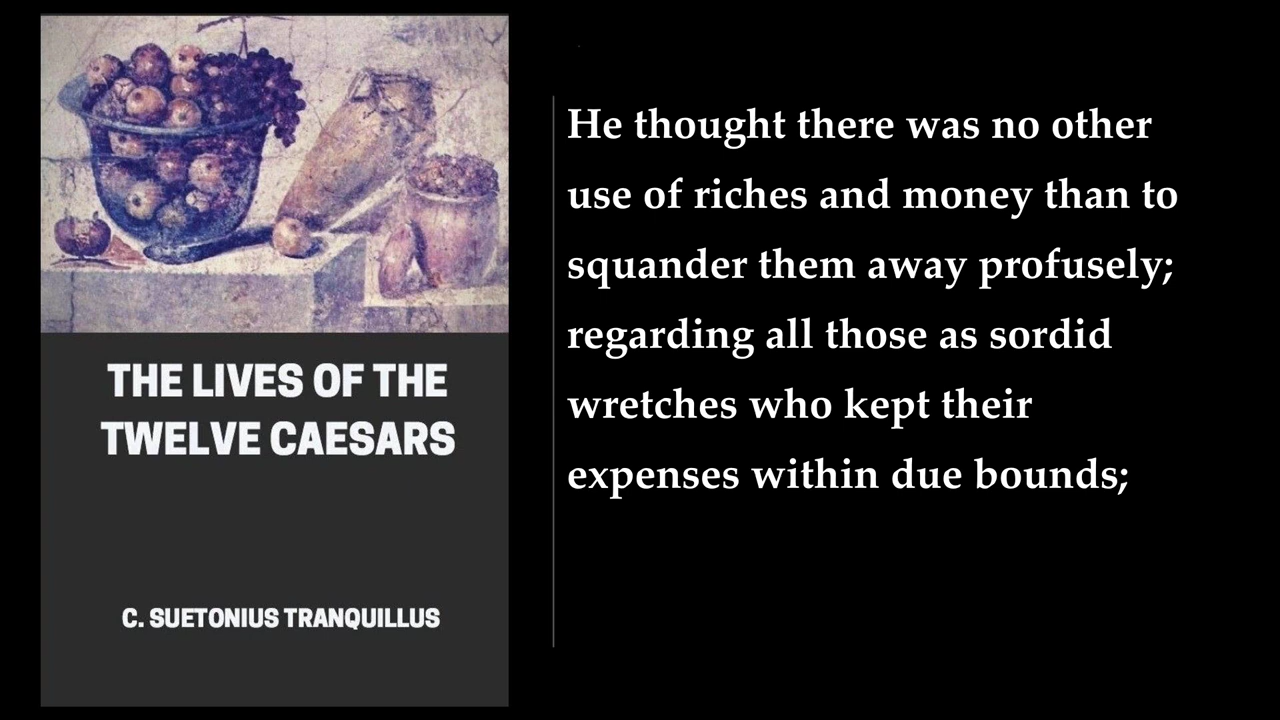 THE LIVES OF THE
TWELVE CAESARS
C. SUETONIUS TRANQUILLUS
He thought there was no other
use of riches and money than to
squander them away profusely;
regarding all those as sordid
wretches who kept their
expenses within due bounds;